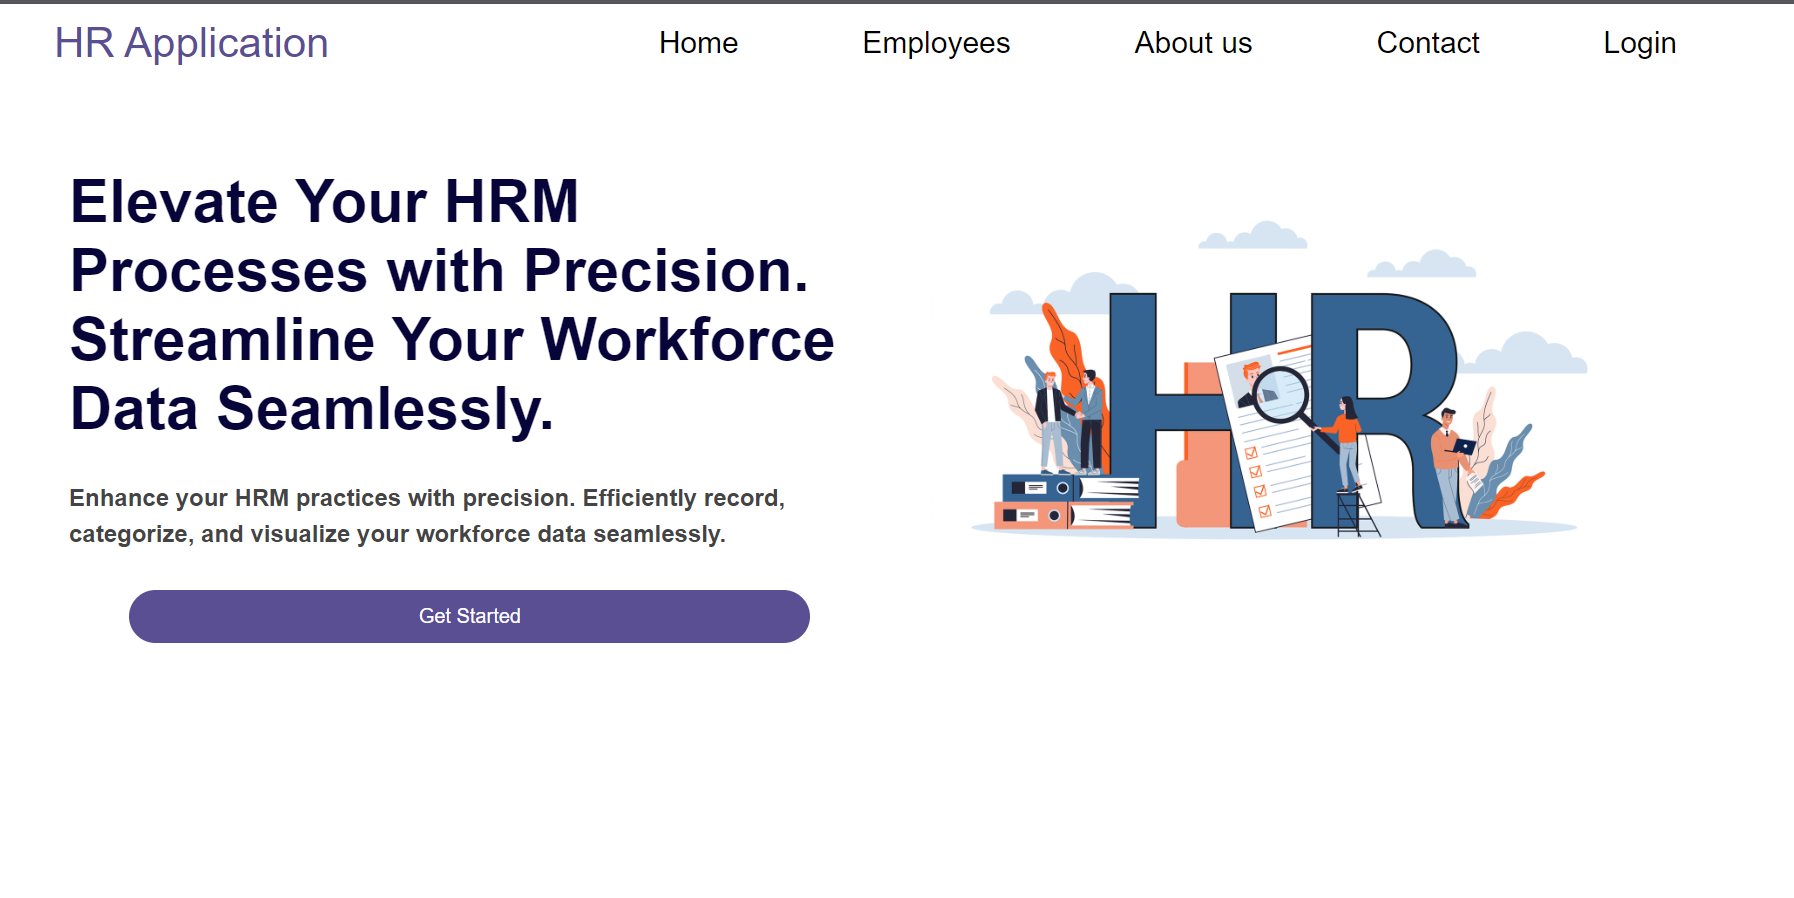 HR Application
Home
Employees
About us
Contact
Login
Elevate Your HRM
Processes with Precision.
Streamline Your Workforce
Data Seamlessly.
Enhance your HRM practices with precision. Efficiently record,
categorize, and visualize your workforce data seamlessly.
Get Started
HR